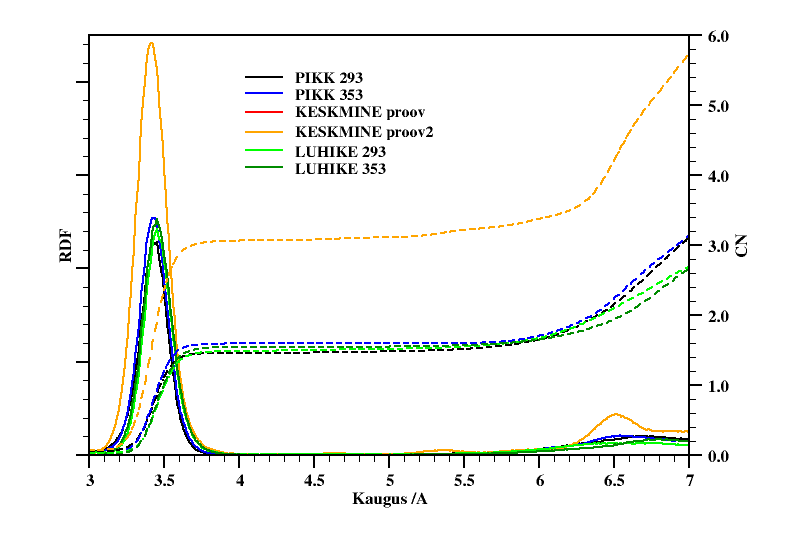 PIKK 293
PIKK 353
KESKMINE proov
KESKMINE proov2
LUHIKE 293
LUHIKE 353
RDF
CN
6.0
5.0
4.0
3.0
2.0
1.0
0.0
3 3.5 4 4.5 5 5.5 6 6.5 7
Kaugus /A